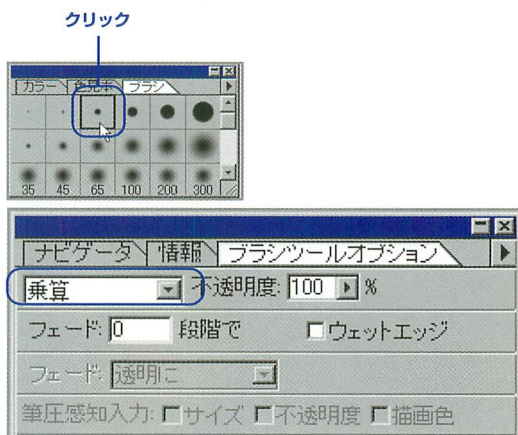 クリック
カラー 色見本 ブラシ
35 45 65 100 200 300
ナビゲータ 情報 ブラシツールオプション
乗算 不透明度: 100 %
フェード: 0 段階で ウェットエッジ
フェード: 透明に
筆圧感知入力: サイズ 不透明度 描画色